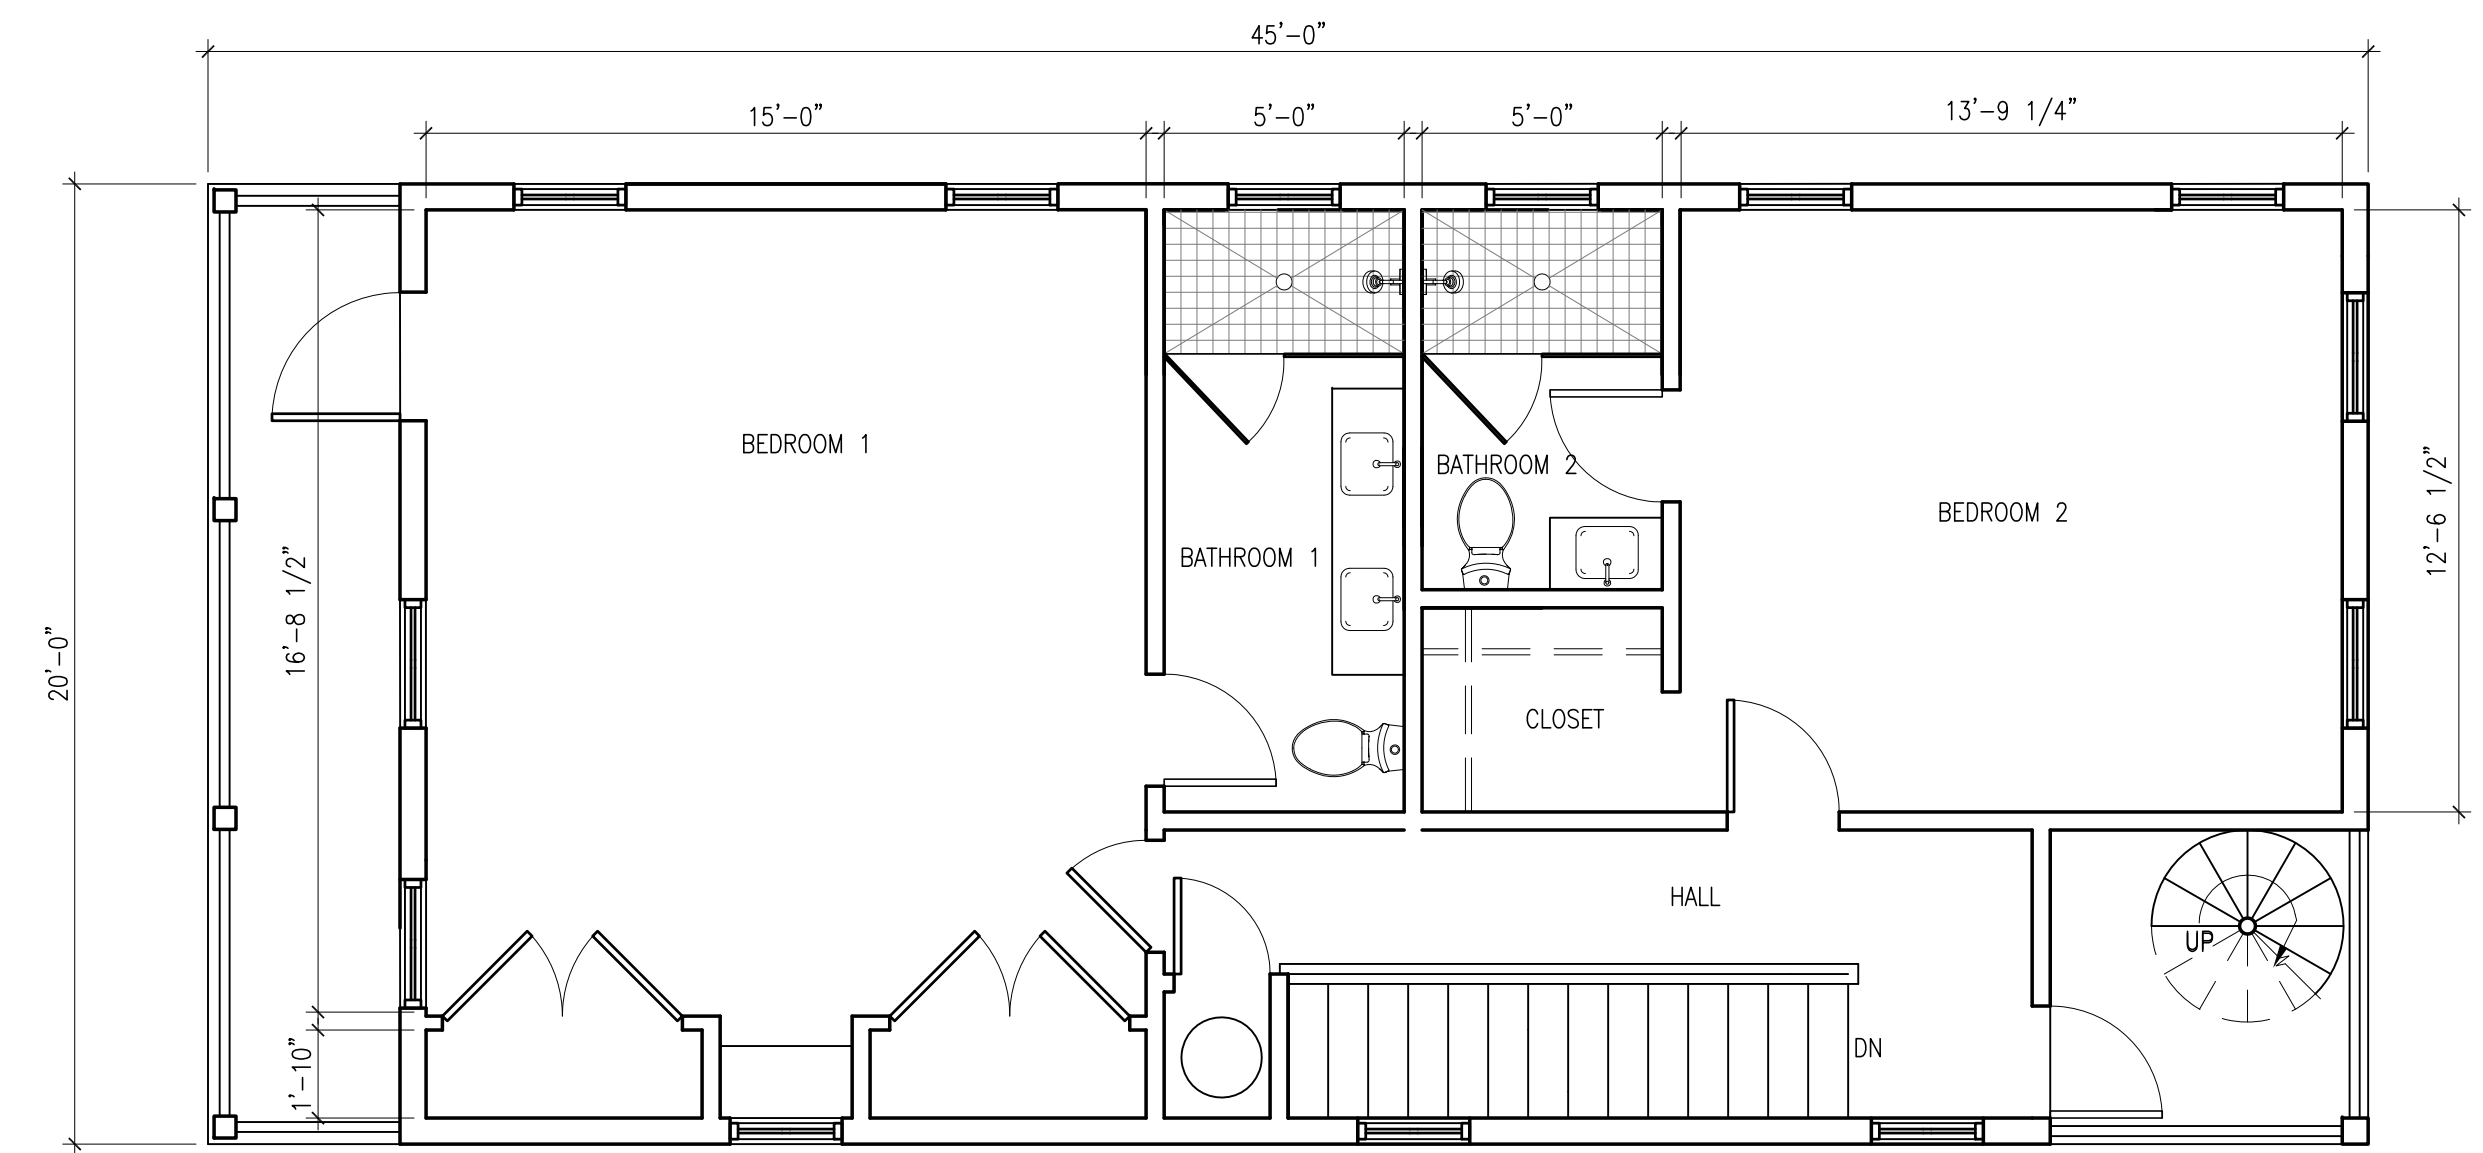 45'-0"
15'-0"
5'-0"
5'-0"
13'-9 1/4"
BEDROOM 1
BATHROOM 2
BEDROOM 2
12'-6 1/2"
BATHROOM 1
16'-8 1/2"
20'-0"
CLOSET
HALL
UP
DN
1'-10"